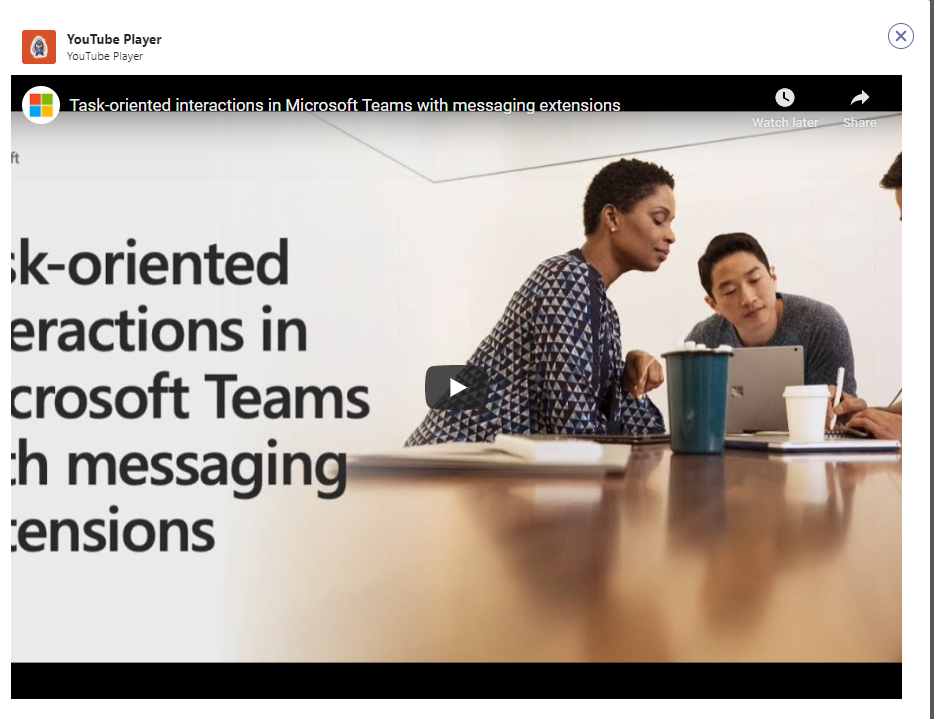 YouTube Player
YouTube Player
Task-oriented interactions in Microsoft Teams with messaging extensions
Watch later
Share
ft
sk-oriented
eractions in
crosoft Teams
th messaging
tensions